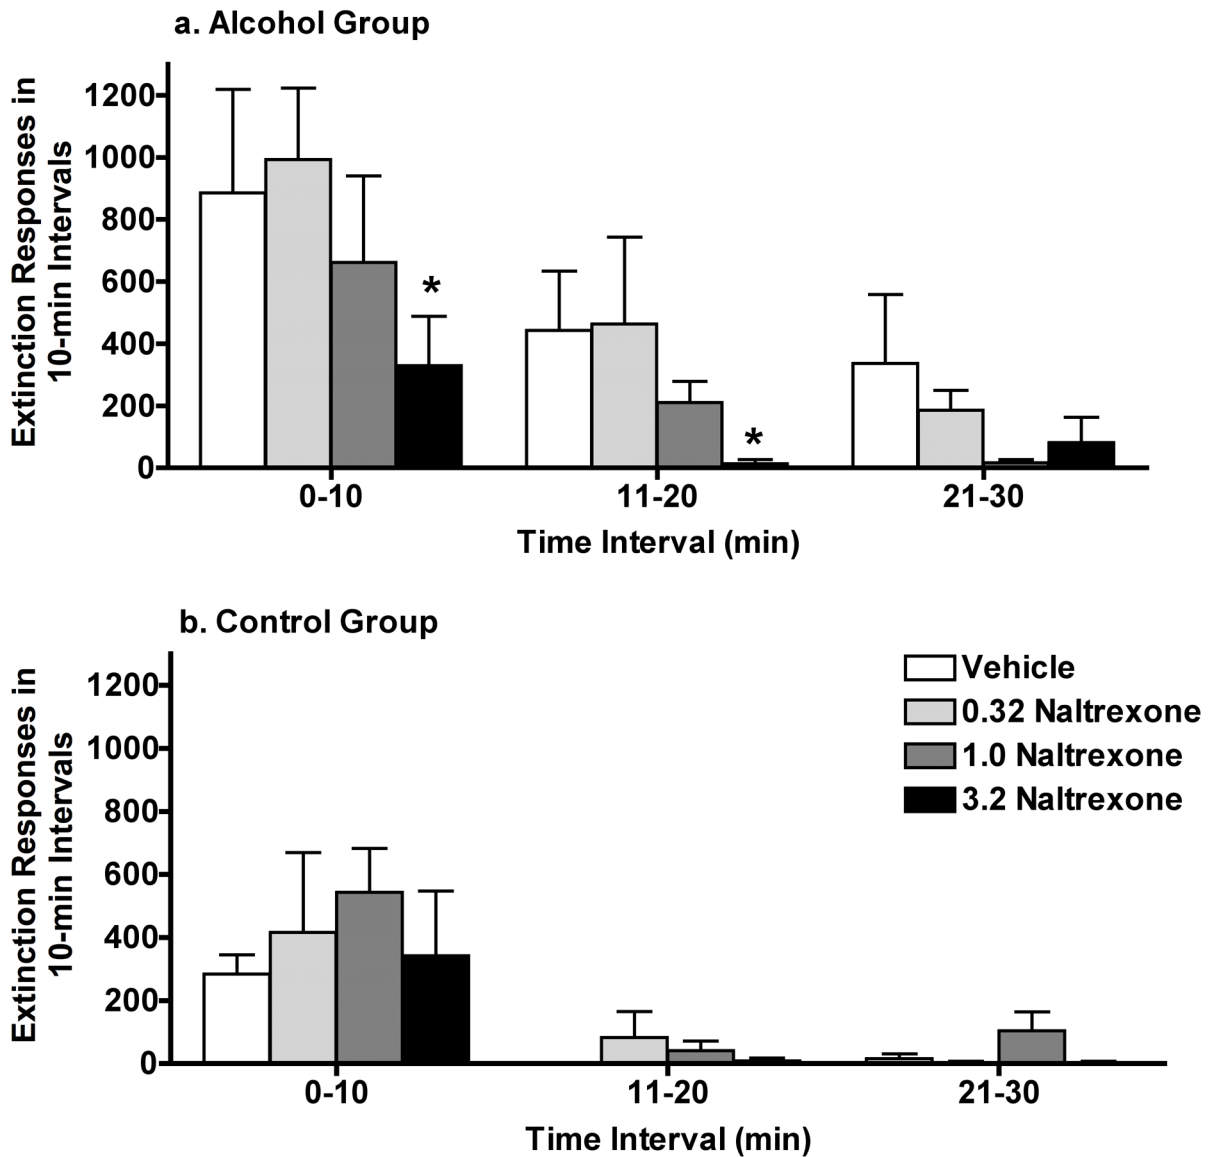 a. Alcohol Group
Extinction Responses in
10-min Intervals
1200
1000
800
600
400
200
0
*
*
0-10
11-20
21-30
Time Interval (min)
b. Control Group
Extinction Responses in
10-min Intervals
1200
1000
800
600
400
200
0
Vehicle
0.32 Naltrexone
1.0 Naltrexone
3.2 Naltrexone
0-10
11-20
21-30
Time Interval (min)